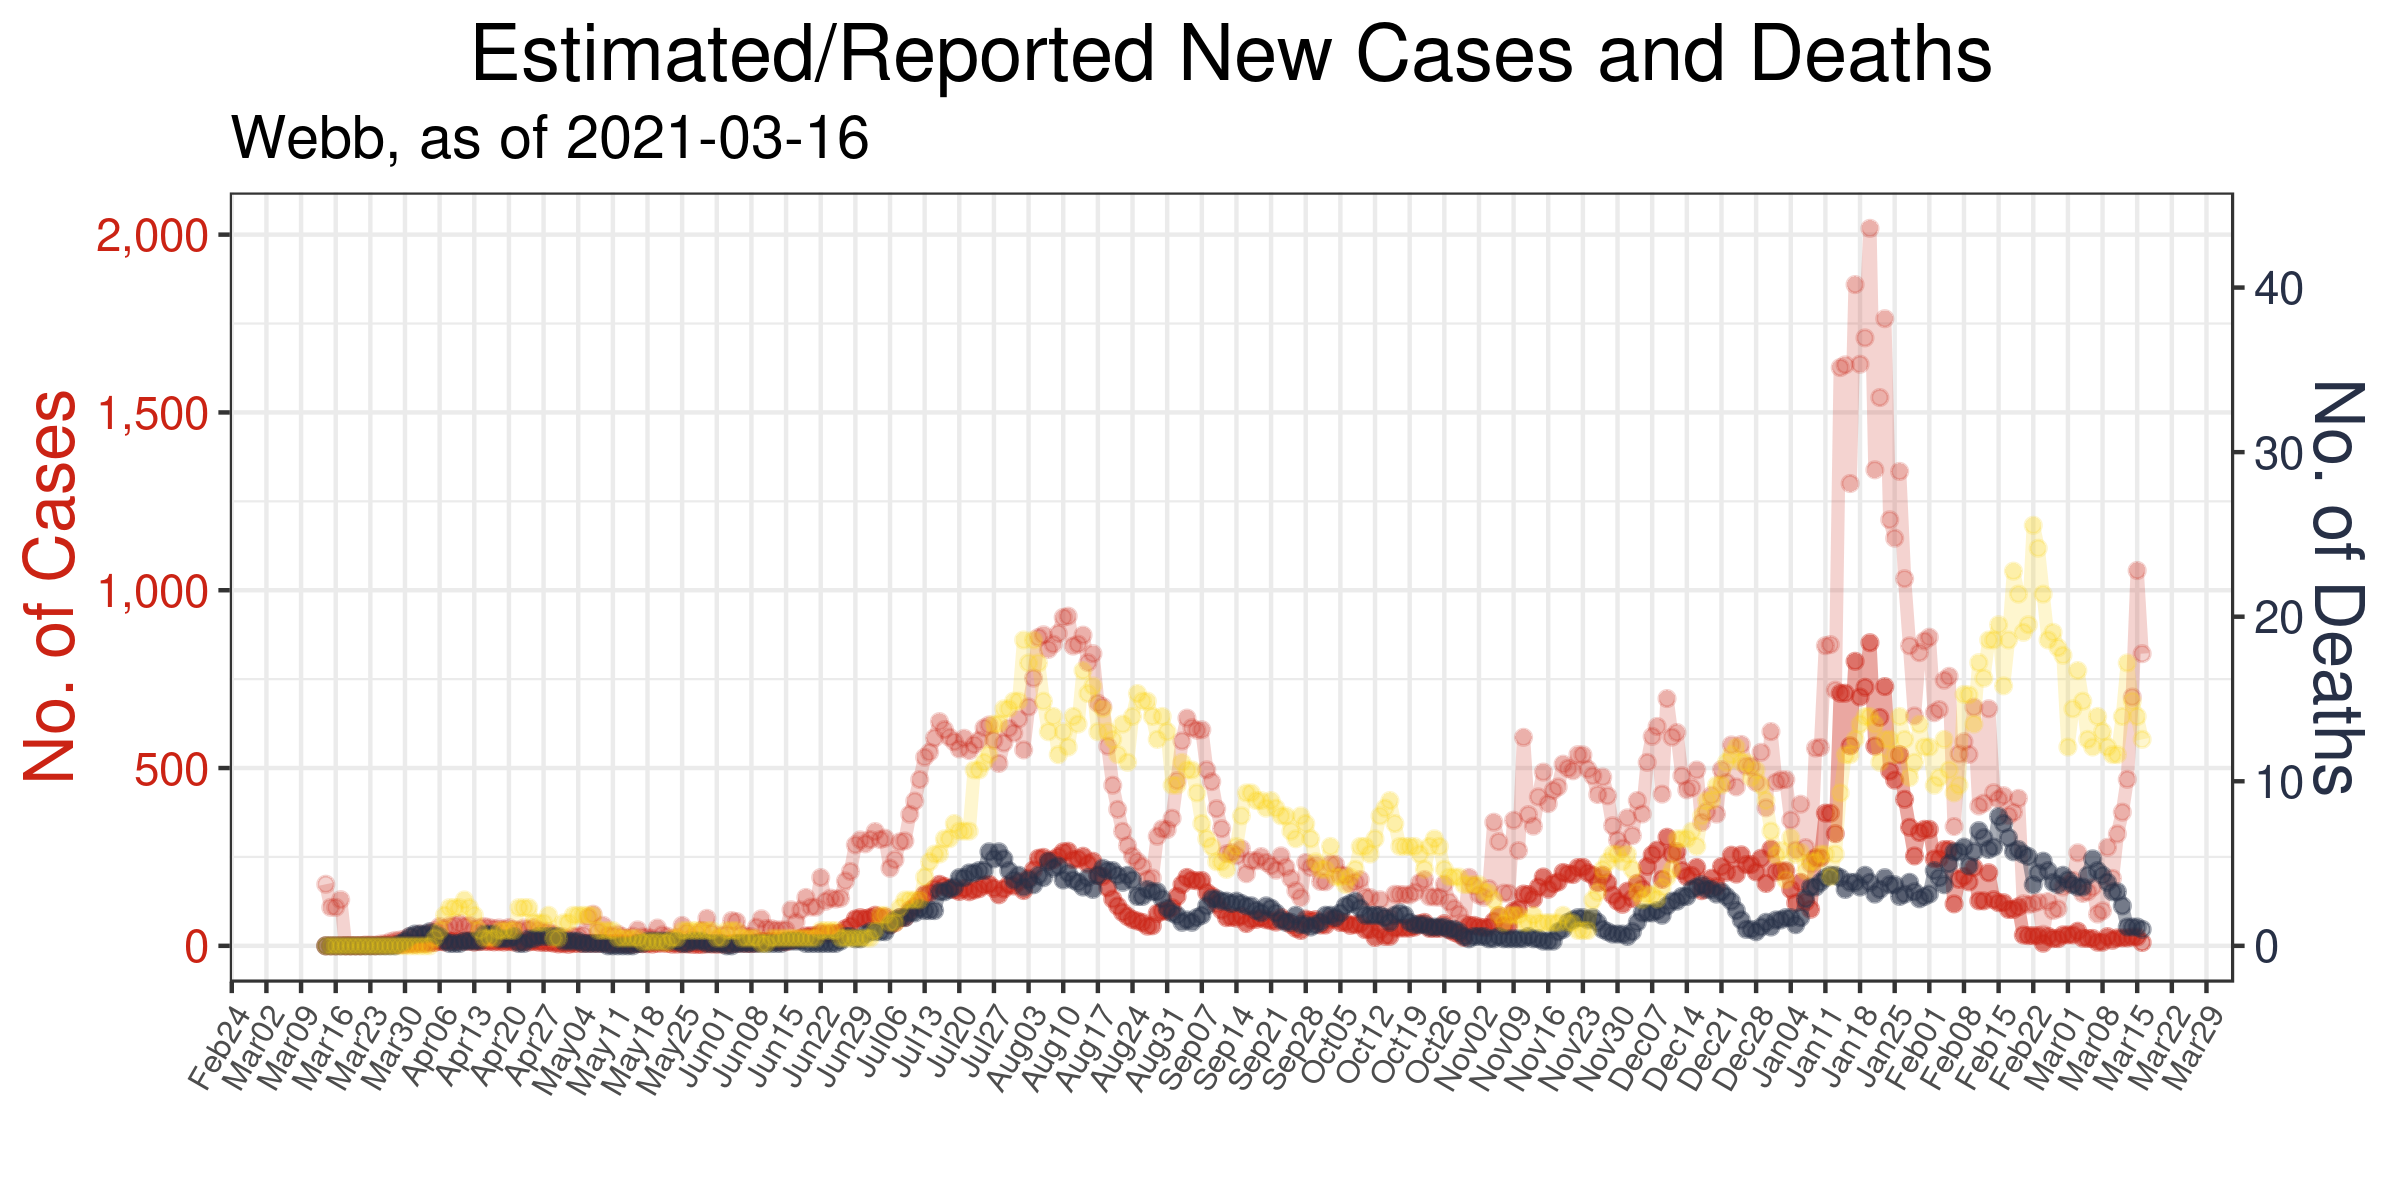 Estimated/Reported New Cases and Deaths
Webb, as of 2021-03-16
No. of Cases
2,000
1,500
1,000
500
0
No. of Deaths
40
30
20
10
0
Feb24
Mar02
Mar09
Mar16
Mar23
Mar30
Apr06
Apr13
Apr20
Apr27
May04
May11
May18
May25
Jun01
Jun08
Jun15
Jun22
Jun29
Jul06
Jul13
Jul20
Jul27
Aug03
Aug10
Aug17
Aug24
Aug31
Sep07
Sep14
Sep21
Sep28
Oct05
Oct12
Oct19
Oct26
Nov02
Nov09
Nov16
Nov23
Nov30
Dec07
Dec14
Dec21
Dec28
Jan04
Jan11
Jan18
Jan25
Feb01
Feb08
Feb15
Feb22
Mar01
Mar08
Mar15
Mar22
Mar29